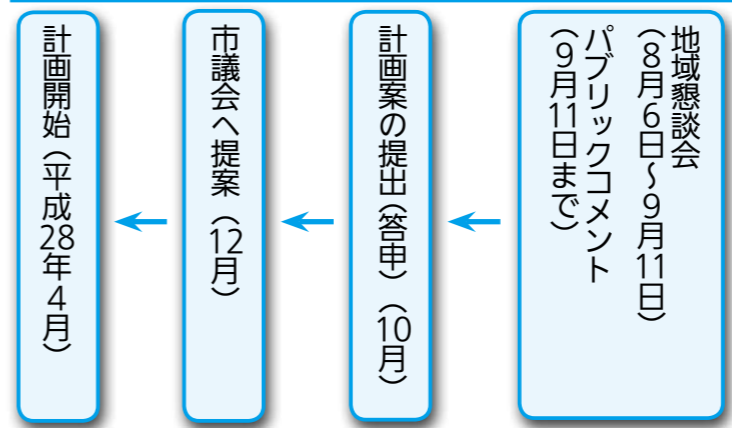 地域懇談会
(8月6日～9月11日)
パブリックコメント
(9月11日まで)
計画案の提出(答申)(10月)
市議会へ提案(12月)
計画開始(平成28年4月)